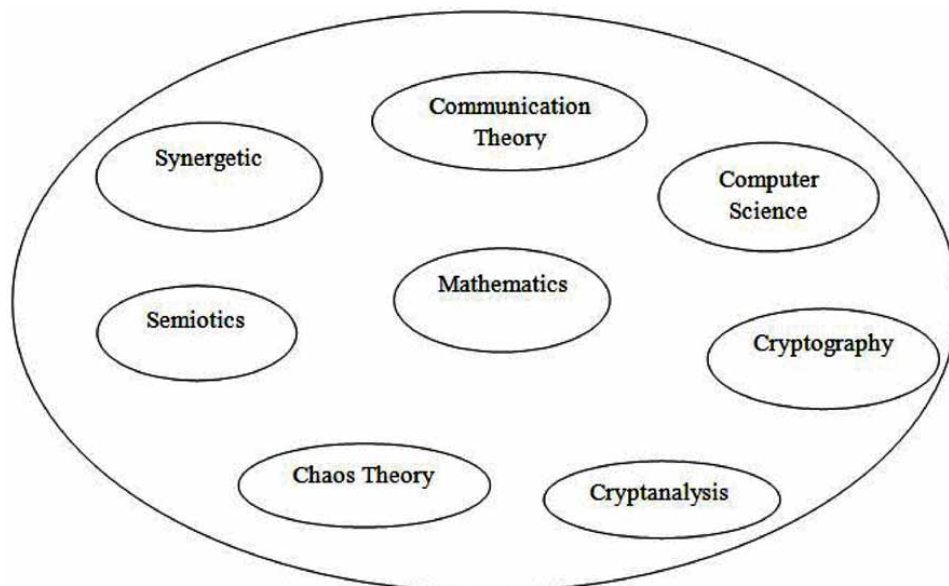 Communication
Theory
Synergetic
Computer
Science
Mathematics
Semiotics
Cryptography
Chaos Theory
Cryptanalysis